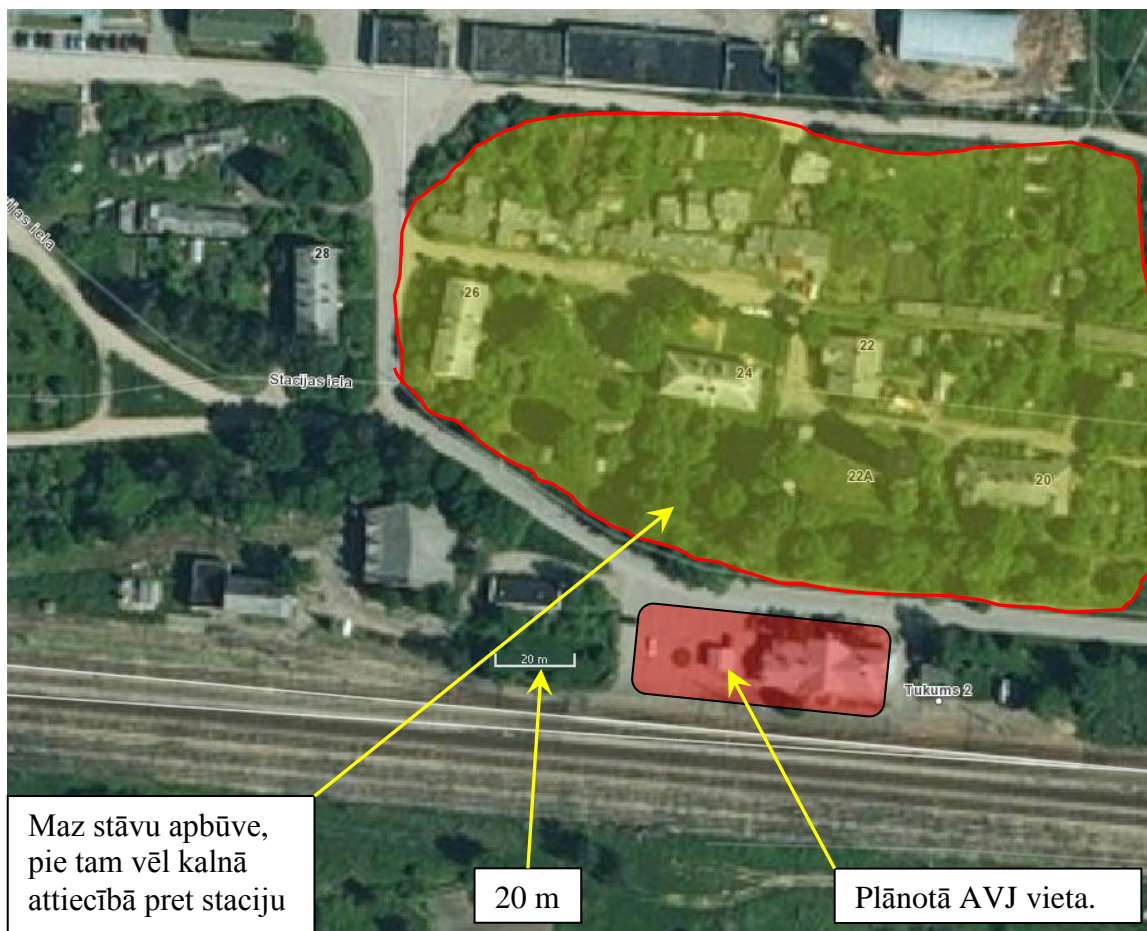 jas iela
28
26
22
Stacijas iela
24
22A
20
20 m
Tukums 2
Maz stāvu apbūve,
pie tam vēl kalnā
attiecībā pret staciju
20 m
Plānotā AVJ vieta.